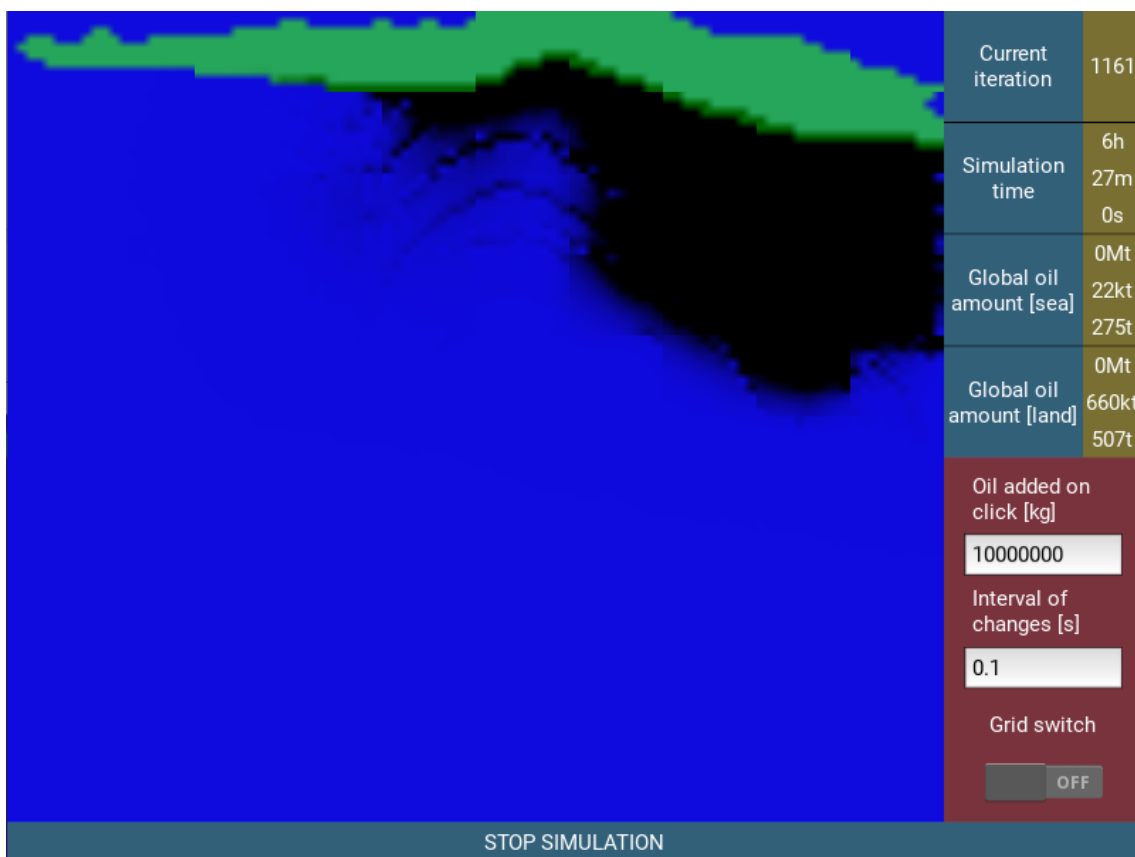 Current
iteration
1161
Simulation
time
6h
27m
0s
Global oil
amount [sea]
0Mt
22kt
275t
Global oil
amount [land]
0Mt
660kt
507t
Oil added on
click [kg]
10000000
Interval of
changes [s]
0.1
Grid switch
OFF
STOP SIMULATION